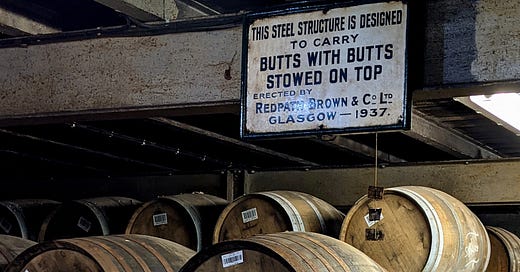 THIS STEEL STRUCTURE IS DESIGNED
TO CARRY
BUTTS WITH BUTTS
STOWED ON TOP
ERECTED BY
REDPATH BROWN & CO LTD
GLASGOW — 1937.